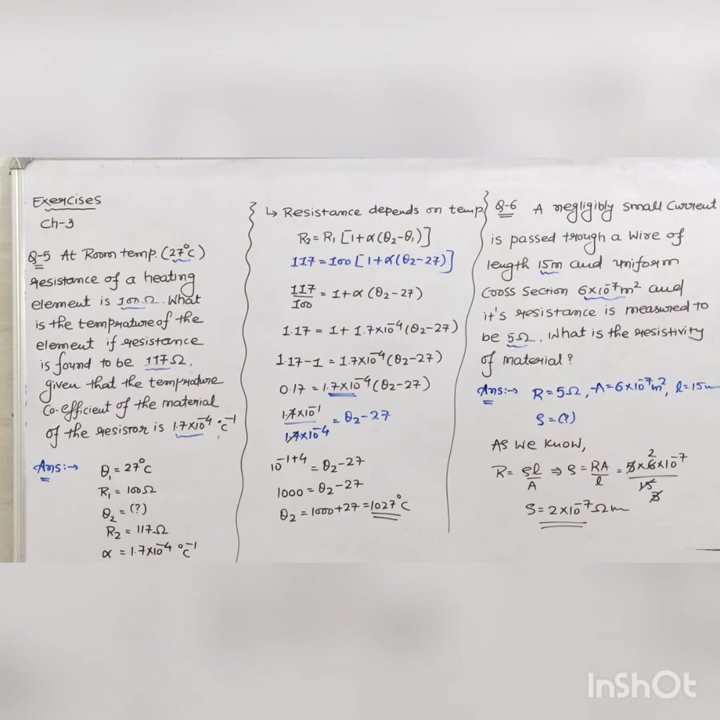 Exercises
Ch-3
Q-5 At Room temp. (27°C)
resistance of a heating
element is 100Ω. What
is the temprature of the
element if resistance
is found to be 117Ω,
given that the temprature
Co-efficient of the material
of the resistor is 1.7×10⁻⁴ °C⁻¹
Ans:→ θ₁ = 27°C
R₁ = 100Ω
θ₂ = (?)
R₂ = 117Ω
α = 1.7×10⁻⁴ °C⁻¹
↳ Resistance depends on temp
R₂ = R₁ [1+α(θ₂-θ₁)]
117 = 100 [1+α(θ₂-27)]
117/100 = 1+α(θ₂-27)
1.17 = 1 + 1.7×10⁻⁴(θ₂-27)
1.17-1 = 1.7×10⁻⁴(θ₂-27)
0.17 = 1.7×10⁻⁴(θ₂-27)
1.7×10⁻¹/1.7×10⁻⁴ = θ₂-27
10⁻¹⁺⁴ = θ₂-27
1000 = θ₂-27
θ₂ = 1000+27 = 1027°C
Q-6 A negligibly small Current
is passed trough a Wire of
length 15m and uniform
Cross Section 6×10⁻⁷m² and
it's resistance is measured to
be 5Ω. What is the resistivity
of material?
Ans:→ R = 5Ω, A = 6×10⁻⁷m², l = 15m
ρ = (?)
As We know,
R = ρl/A ⇒ ρ = RA/l = 5×6×10⁻⁷/15 2 3
ρ = 2×10⁻⁷ Ωm
InShOt